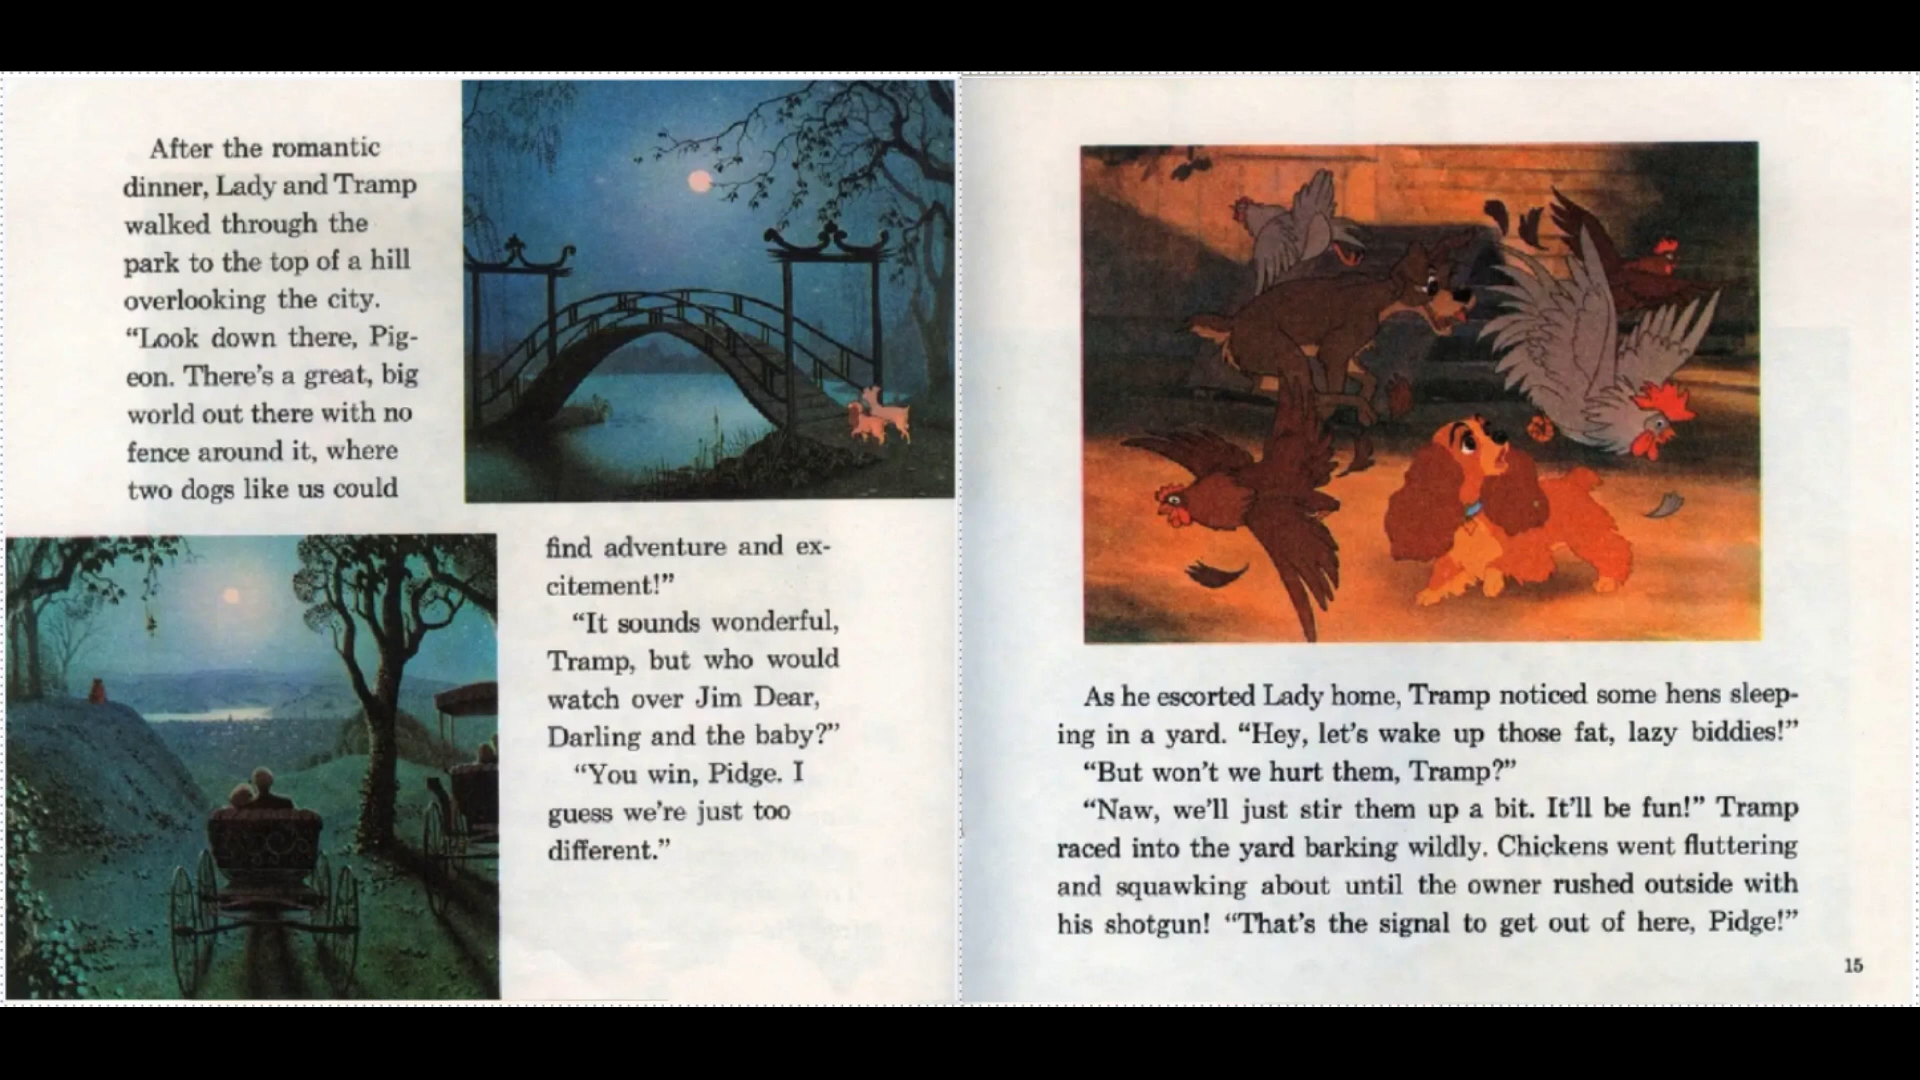 After the romantic
dinner, Lady and Tramp
walked through the
park to the top of a hill
overlooking the city.
“Look down there, Pig-
eon. There’s a great, big
world out there with no
fence around it, where
two dogs like us could
find adventure and ex-
citement!”
“It sounds wonderful,
Tramp, but who would
watch over Jim Dear,
Darling and the baby?”
“You win, Pidge. I
guess we’re just too
different.”
As he escorted Lady home, Tramp noticed some hens sleep-
ing in a yard. “Hey, let’s wake up those fat, lazy biddies!”
“But won’t we hurt them, Tramp?”
“Naw, we’ll just stir them up a bit. It’ll be fun!” Tramp
raced into the yard barking wildly. Chickens went fluttering
and squawking about until the owner rushed outside with
his shotgun! “That’s the signal to get out of here, Pidge!”
15